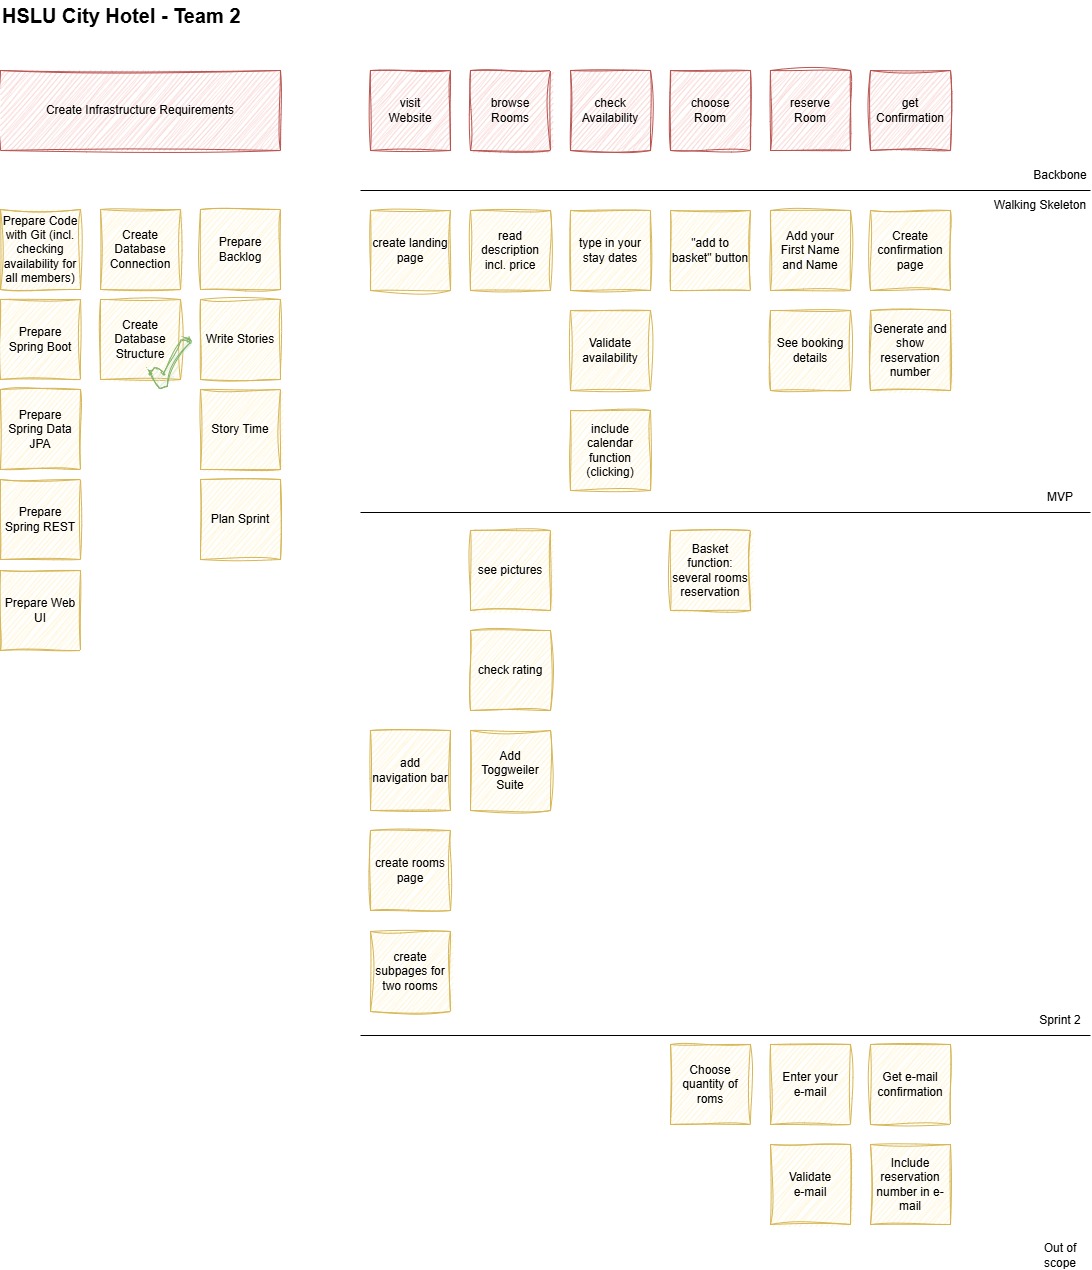 HSLU City Hotel - Team 2
Create Infrastructure Requirements
visit
Website
browse
Rooms
check
Availability
choose
Room
reserve
Room
get
Confirmation
Backbone
Walking Skeleton
Prepare Code
with Git (incl.
checking
availability for
all members)
Create
Database
Connection
Prepare
Backlog
create landing
page
read
description
incl. price
type in your
stay dates
"add to
basket" button
Add your
First Name
and Name
Create
confirmation
page
Prepare
Spring Boot
Create
Database
Structure
Write Stories
Validate
availability
See booking
details
Generate and
show
reservation
number
Prepare
Spring Data
JPA
Story Time
include
calendar
function
(clicking)
Prepare
Spring REST
Plan Sprint
MVP
Prepare Web
UI
see pictures
Basket
function:
several rooms
reservation
check rating
add
navigation bar
Add
Toggweiler
Suite
create rooms
page
create
subpages for
two rooms
Sprint 2
Choose
quantity of
roms
Enter your
e-mail
Get e-mail
confirmation
Validate
e-mail
Include
reservation
number in e-
mail
Out of
scope